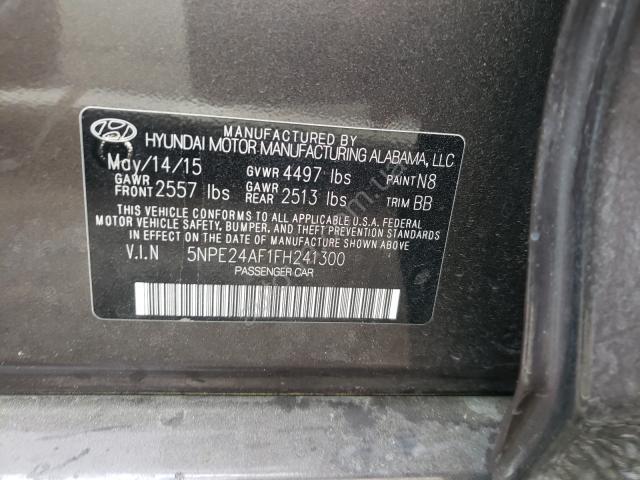 MANUFACTURED BY
HYUNDAI MOTOR MANUFACTURING ALABAMA, LLC
May/14/15 GVWR 4497 lbs PAINT N8
GAWR FRONT 2557 lbs GAWR REAR 2513 lbs TRIM BB
THIS VEHICLE CONFORMS TO ALL APPLICABLE U.S.A. FEDERAL
MOTOR VEHICLE SAFETY, BUMPER, AND THEFT PREVENTION
STANDARDS IN EFFECT ON THE DATE OF MANUFACTURE
V.I.N 5NPE24AF1FH241300
PASSENGER CAR